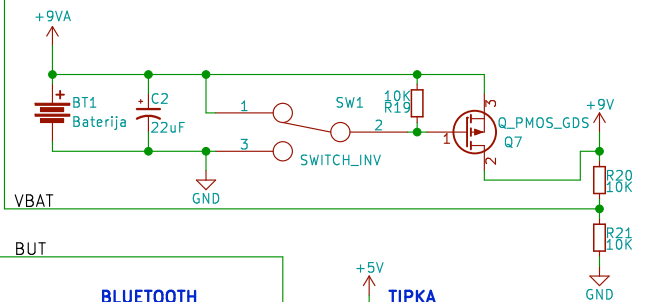 +9VA
BT1
Baterija
C2
22uF
1
3
GND
SW1
SWITCH_INV
2
10K
R19
1
3
2
Q_PMOS_GDS
Q7
+9V
R20
10K
R21
10K
GND
VBAT
BUT
+5V
BLUETOOTH
TIPKA